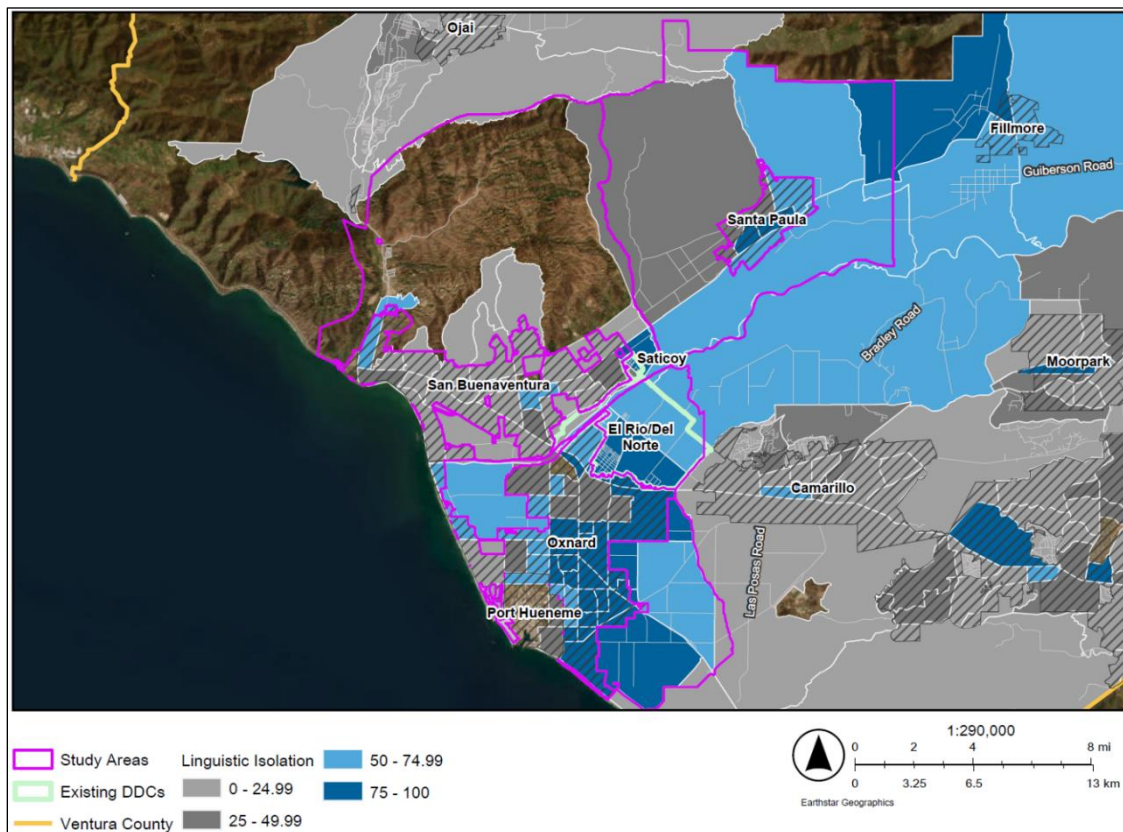 Ojai
Fillmore
Guiberson Road
Santa Paula
Bradley Road
Saticoy
Moorpark
San Buenaventura
El Rio/Del
Norte
Camarillo
Las Posas Road
Oxnard
Port Hueneme
Study Areas
Existing DDCs
Ventura County
Linguistic Isolation
0 - 24.99
25 - 49.99
50 - 74.99
75 - 100
1:290,000
0 2 4 8 mi
0 3.25 6.5 13 km
Earthstar Geographics